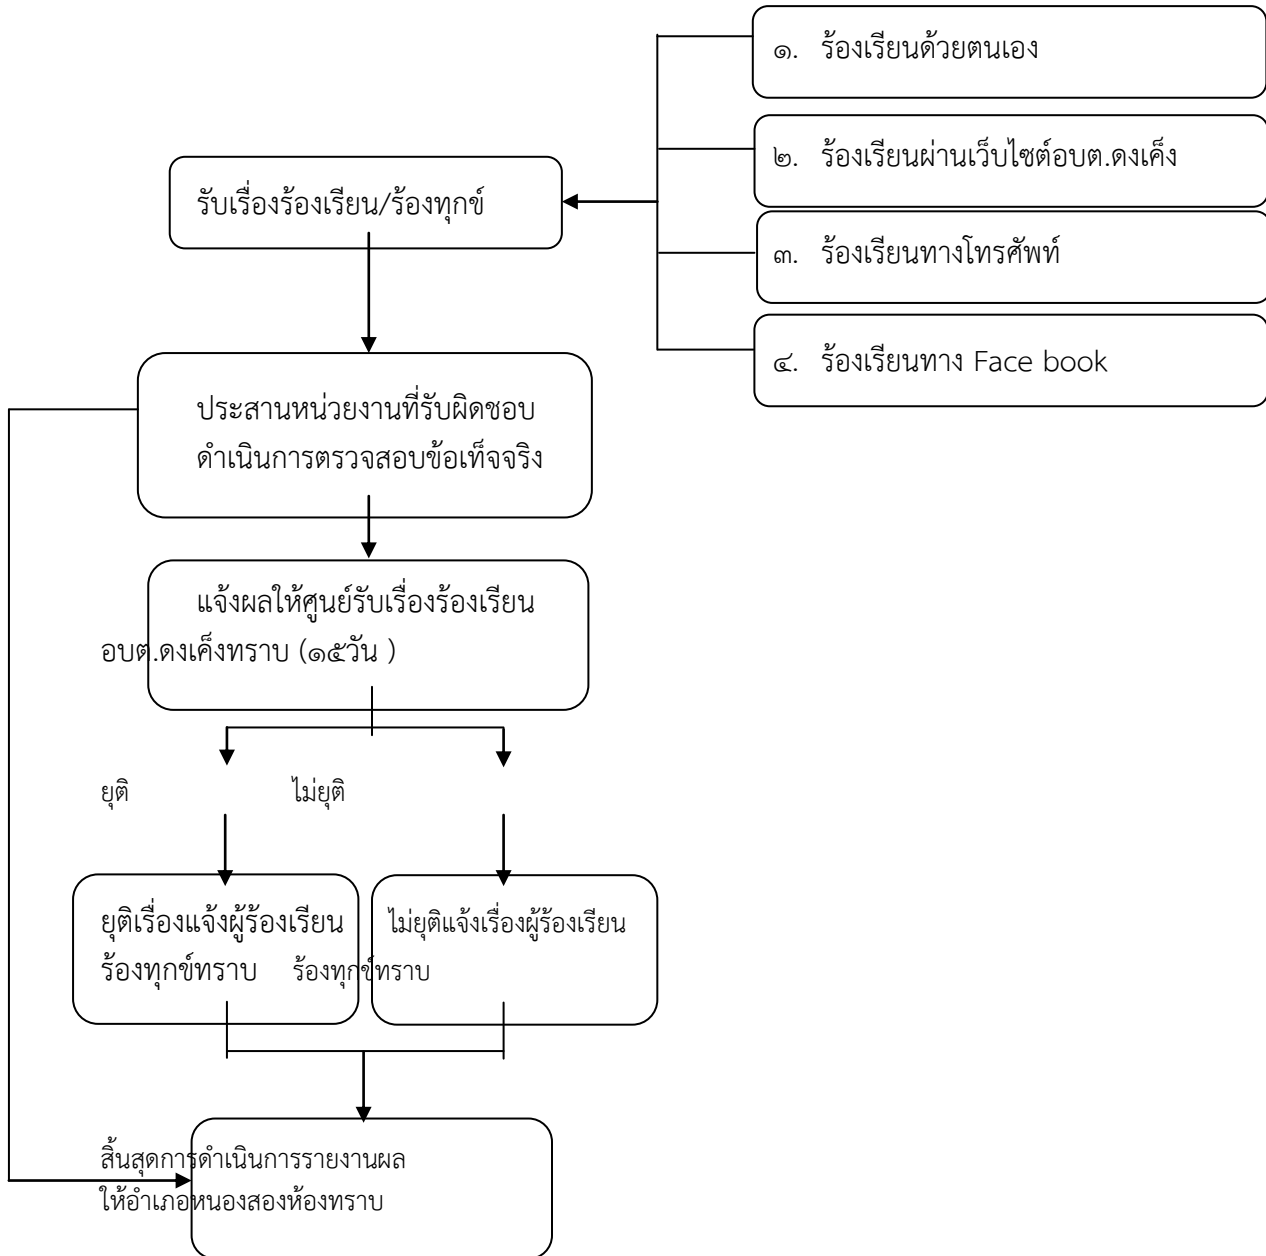 ๑. ร้องเรียนด้วยตนเอง
๒. ร้องเรียนผ่านเว็บไซต์อบต.ดงเค็ง
รับเรื่องร้องเรียน/ร้องทุกข์
๓. ร้องเรียนทางโทรศัพท์
๔. ร้องเรียนทาง Face book
ประสานหน่วยงานที่รับผิดชอบ
ดำเนินการตรวจสอบข้อเท็จจริง
แจ้งผลให้ศูนย์รับเรื่องร้องเรียน
อบต.ดงเค็งทราบ (๑๕วัน )
ยุติ ไม่ยุติ
ยุติเรื่องแจ้งผู้ร้องเรียน
ร้องทุกข์ทราบ
ไม่ยุติแจ้งเรื่องผู้ร้องเรียน
ร้องทุกข์ทราบ
สิ้นสุดการดำเนินการรายงานผล
ให้อำเภอหนองสองห้องทราบ